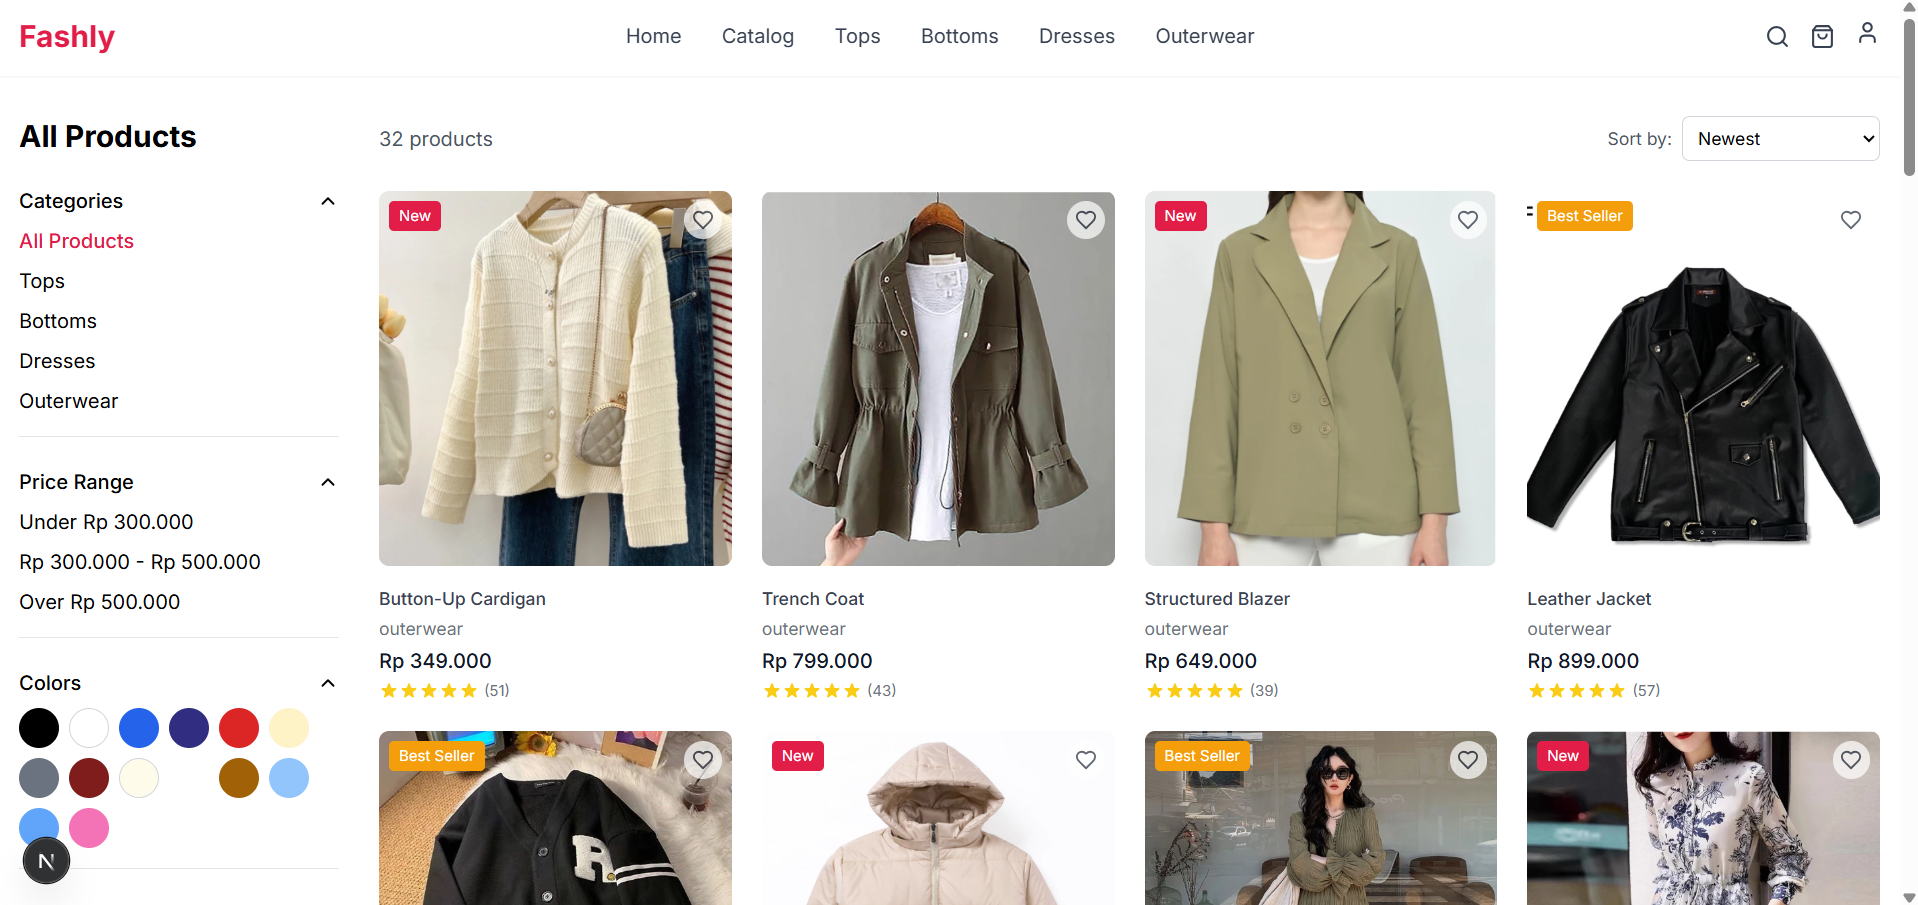 Fashly
Home
Catalog
Tops
Bottoms
Dresses
Outerwear
All Products
Categories
All Products
Tops
Bottoms
Dresses
Outerwear
Price Range
Under Rp 300.000
Rp 300.000 - Rp 500.000
Over Rp 500.000
Colors
N
32 products
Sort by:
Newest
New
Button-Up Cardigan
outerwear
Rp 349.000
(51)
Trench Coat
outerwear
Rp 799.000
(43)
New
Structured Blazer
outerwear
Rp 649.000
(39)
Best Seller
Leather Jacket
outerwear
Rp 899.000
(57)
Best Seller
R
New
Best Seller
New